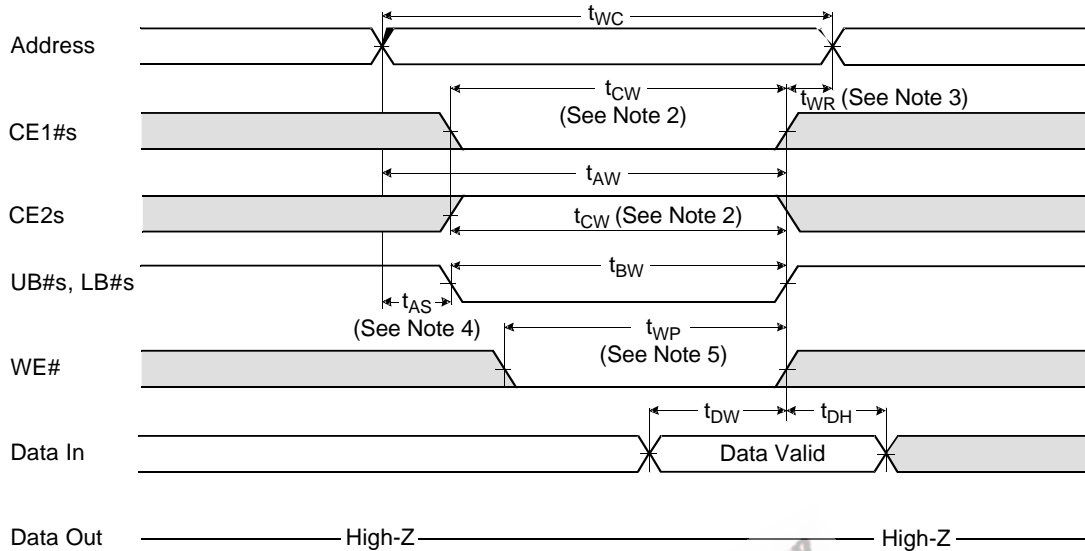 tWC
Address
tCW
(See Note 2)
tWR (See Note 3)
CE1#s
tAW
CE2s
tCW (See Note 2)
tBW
UB#s, LB#s
tAS
(See Note 4)
tWP
(See Note 5)
WE#
tDW
tDH
Data In
Data Valid
Data Out
High-Z
High-Z